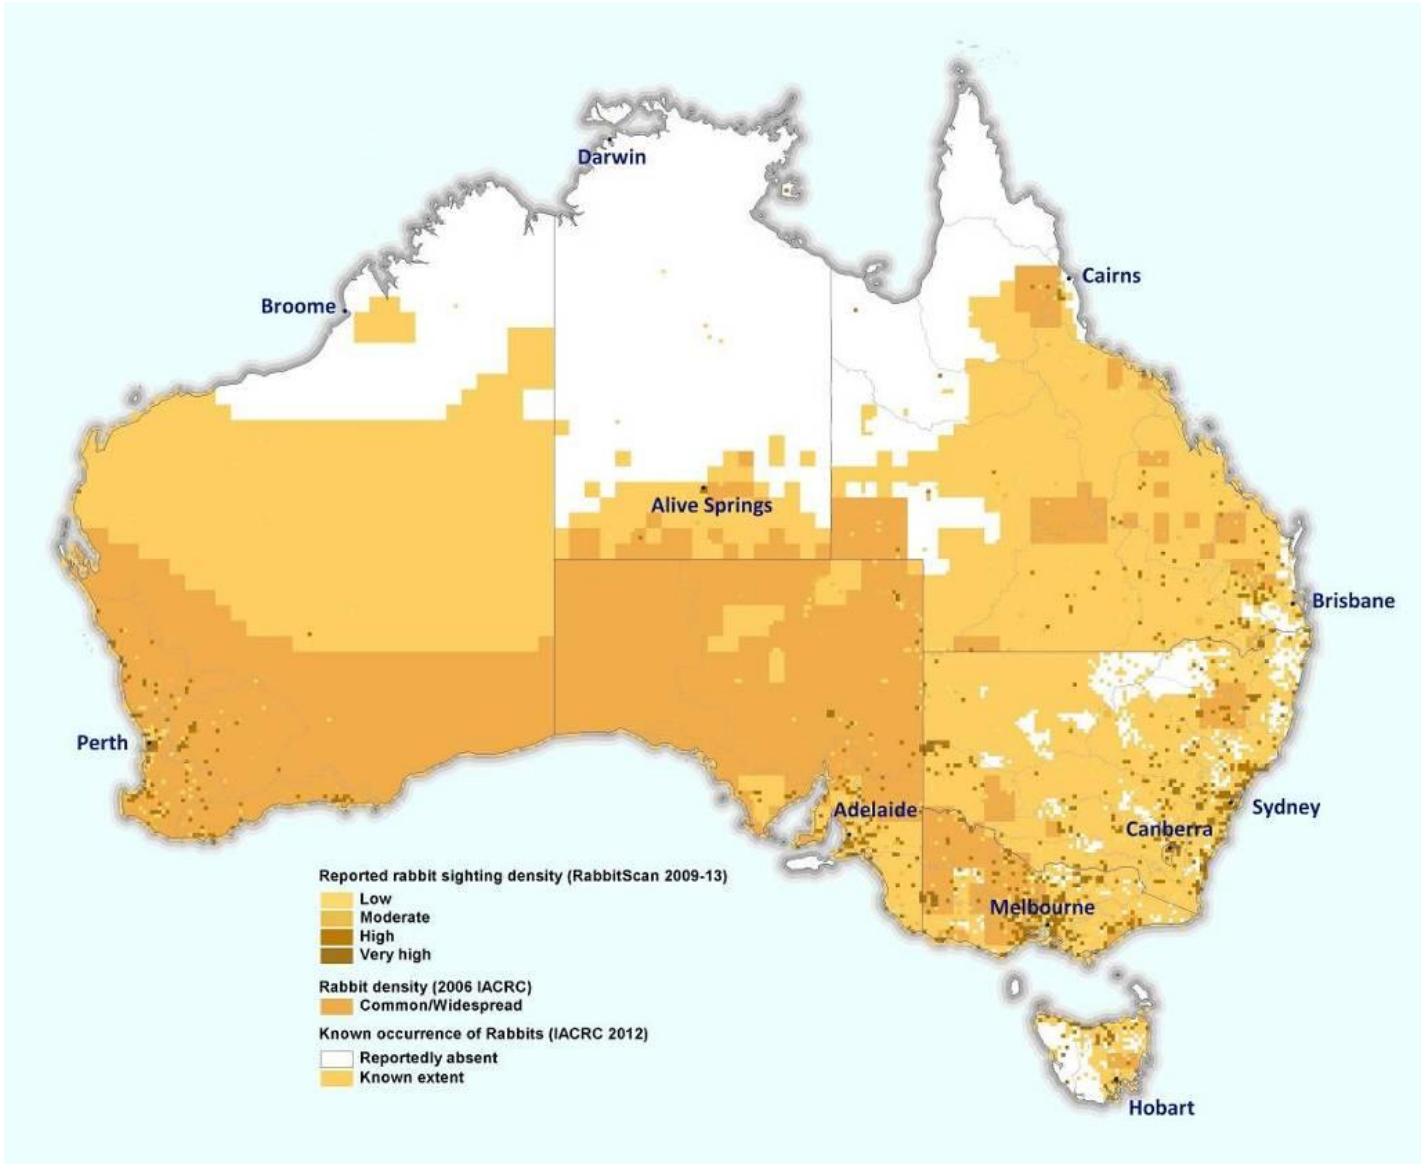 Darwin
Cairns
Broome
Alive Springs
Brisbane
Perth
Adelaide
Sydney
Canberra
Melbourne
Reported rabbit sighting density (RabbitScan 2009-13)
Low
Moderate
High
Very high
Rabbit density (2006 IACRC)
Common/Widespread
Known occurrence of Rabbits (IACRC 2012)
Reportedly absent
Known extent
Hobart